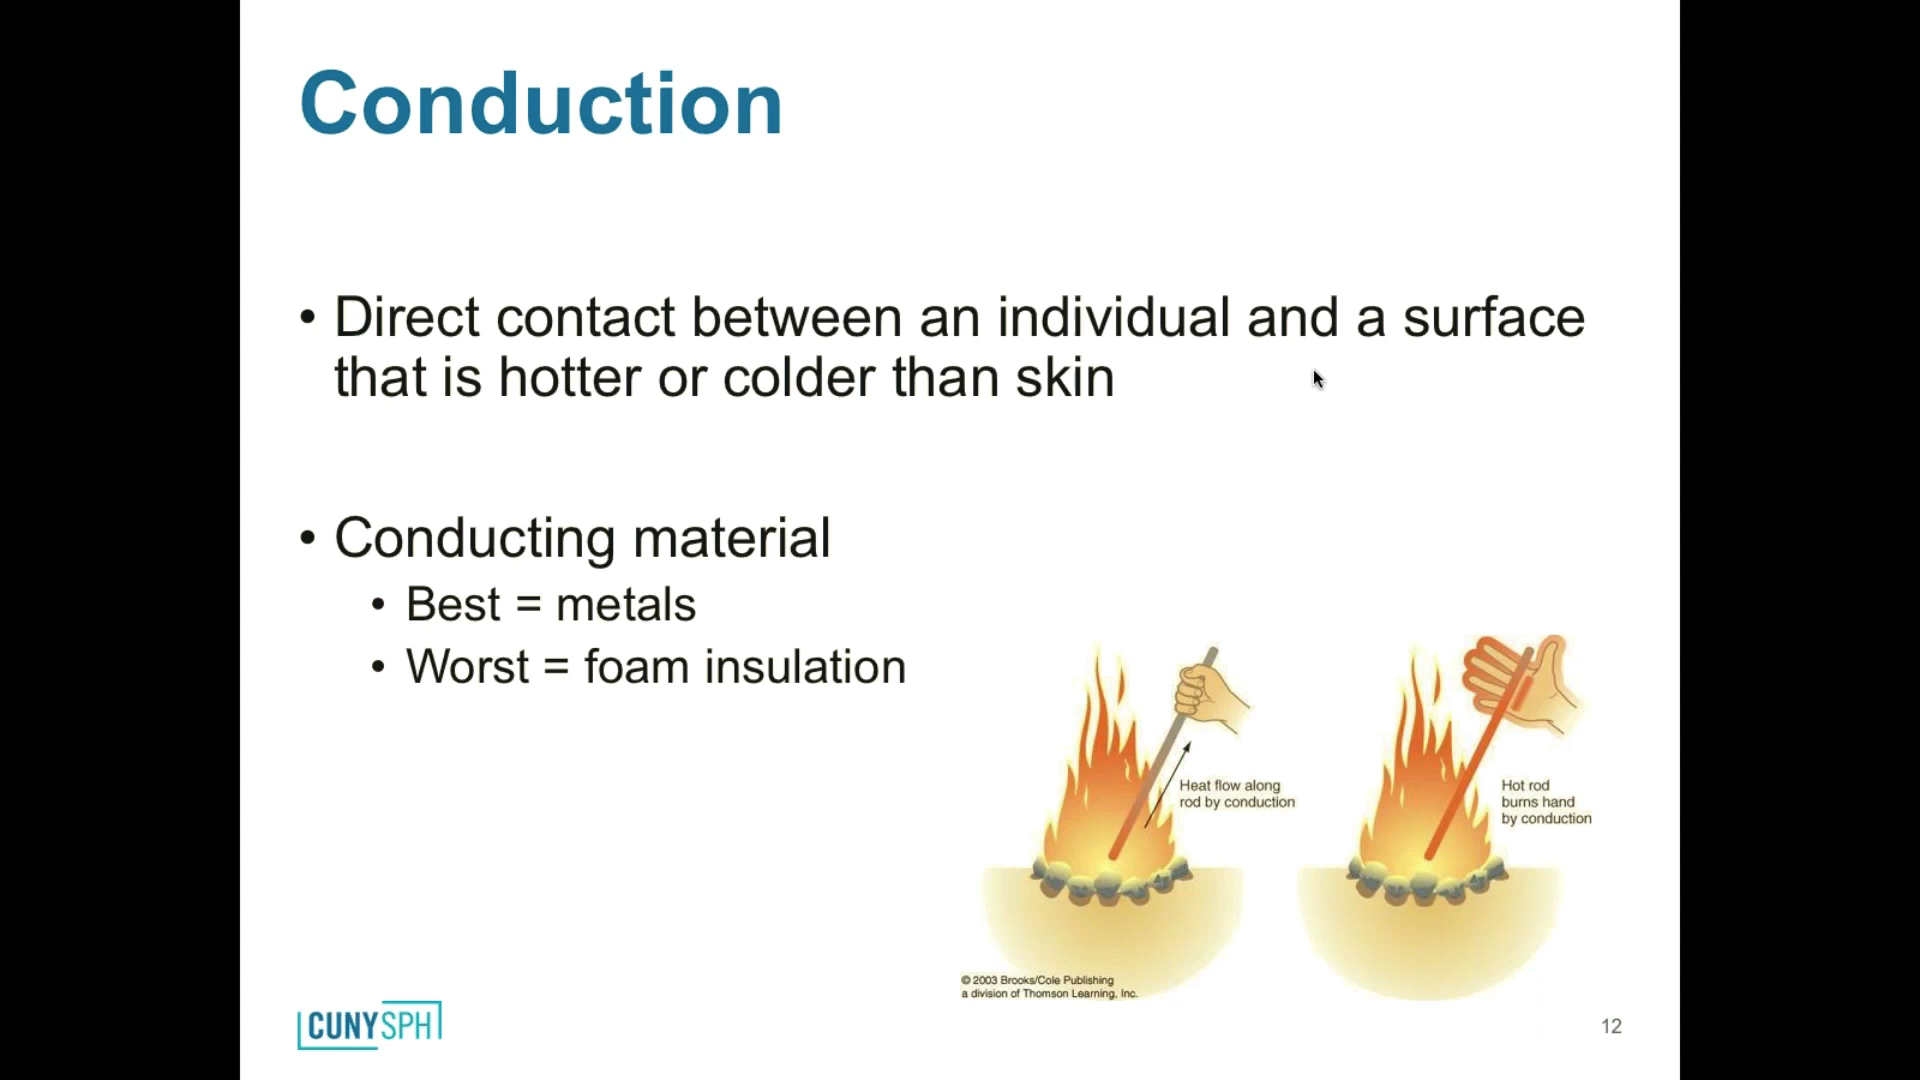 Conduction
• Direct contact between an individual and a surface
that is hotter or colder than skin
• Conducting material
• Best = metals
• Worst = foam insulation
Heat flow along
rod by conduction
Hot rod
burns hand
by conduction
© 2003 Brooks/Cole Publishing
a division of Thomson Learning, Inc.
CUNYSPH
12